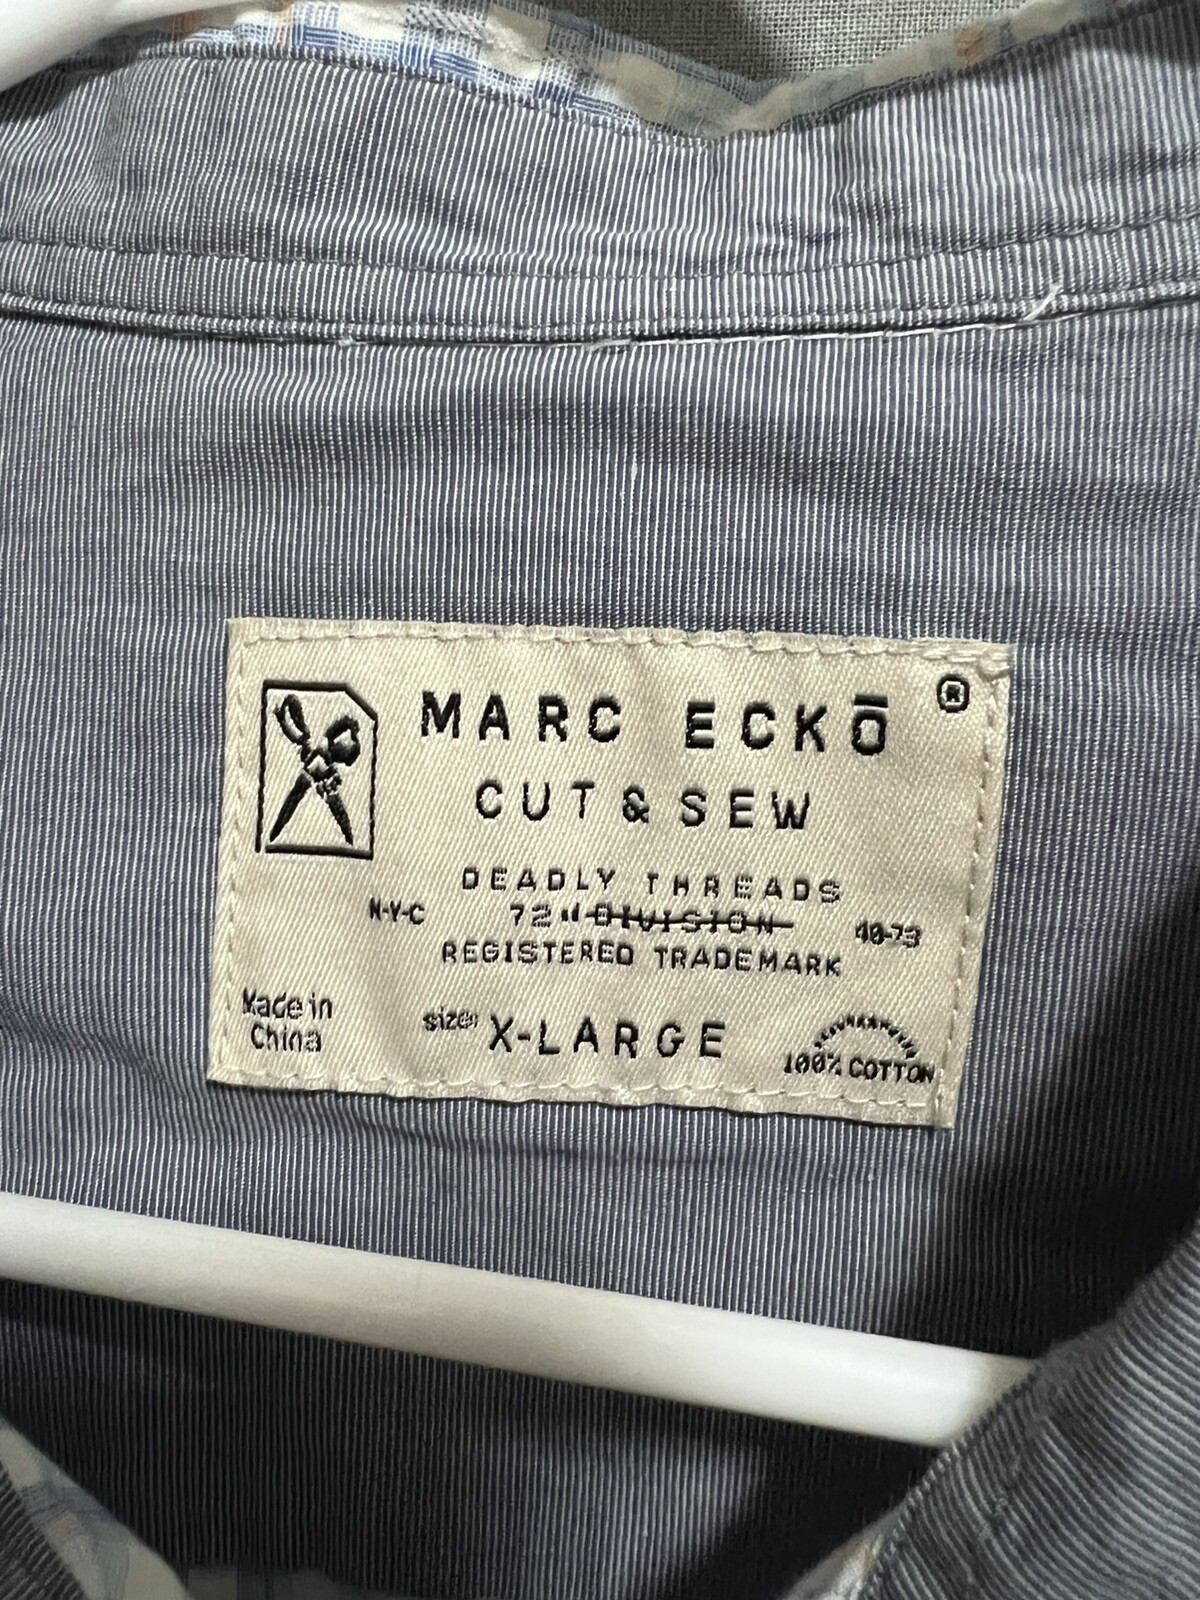 MARC ECKŌ ®
CUT & SEW
DEADLY THREADS
N-Y-C 72" DIVISION 40-73
REGISTERED TRADEMARK
Made in
China
size: X-LARGE
100% COTTON